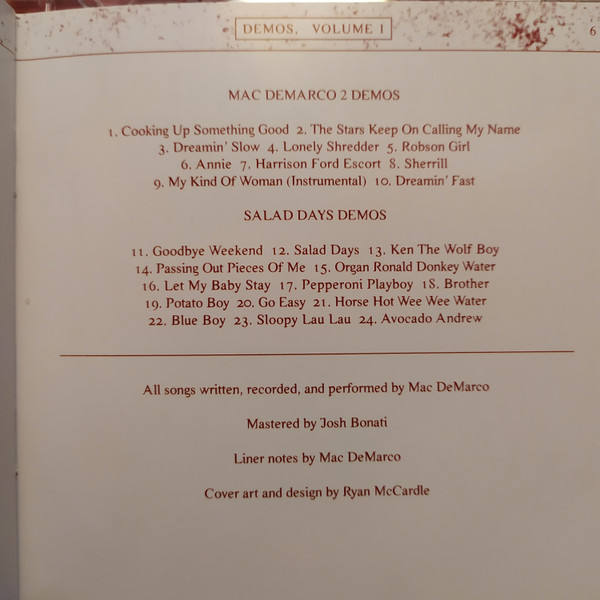 DEMOS, VOLUME I
6
MAC DEMARCO 2 DEMOS
1. Cooking Up Something Good 2. The Stars Keep On Calling My Name
3. Dreamin' Slow 4. Lonely Shredder 5. Robson Girl
6. Annie 7. Harrison Ford Escort 8. Sherrill
9. My Kind Of Woman (Instrumental) 10. Dreamin' Fast
SALAD DAYS DEMOS
11. Goodbye Weekend 12. Salad Days 13. Ken The Wolf Boy
14. Passing Out Pieces Of Me 15. Organ Ronald Donkey Water
16. Let My Baby Stay 17. Pepperoni Playboy 18. Brother
19. Potato Boy 20. Go Easy 21. Horse Hot Wee Wee Water
22. Blue Boy 23. Sloopy Lau Lau 24. Avocado Andrew
All songs written, recorded, and performed by Mac DeMarco
Mastered by Josh Bonati
Liner notes by Mac DeMarco
Cover art and design by Ryan McCardle